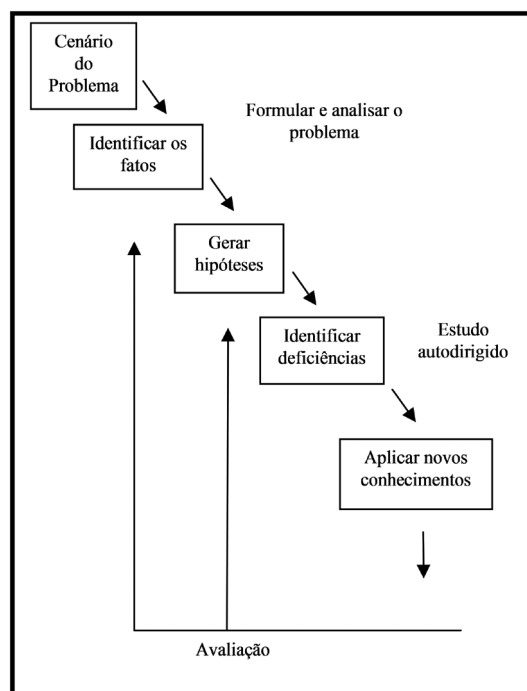 Cenário
do
Problema
Formular e analisar o
problema
Identificar os
fatos
Gerar
hipóteses
Identificar
deficiências
Estudo
autodirigido
Aplicar novos
conhecimentos
Avaliação